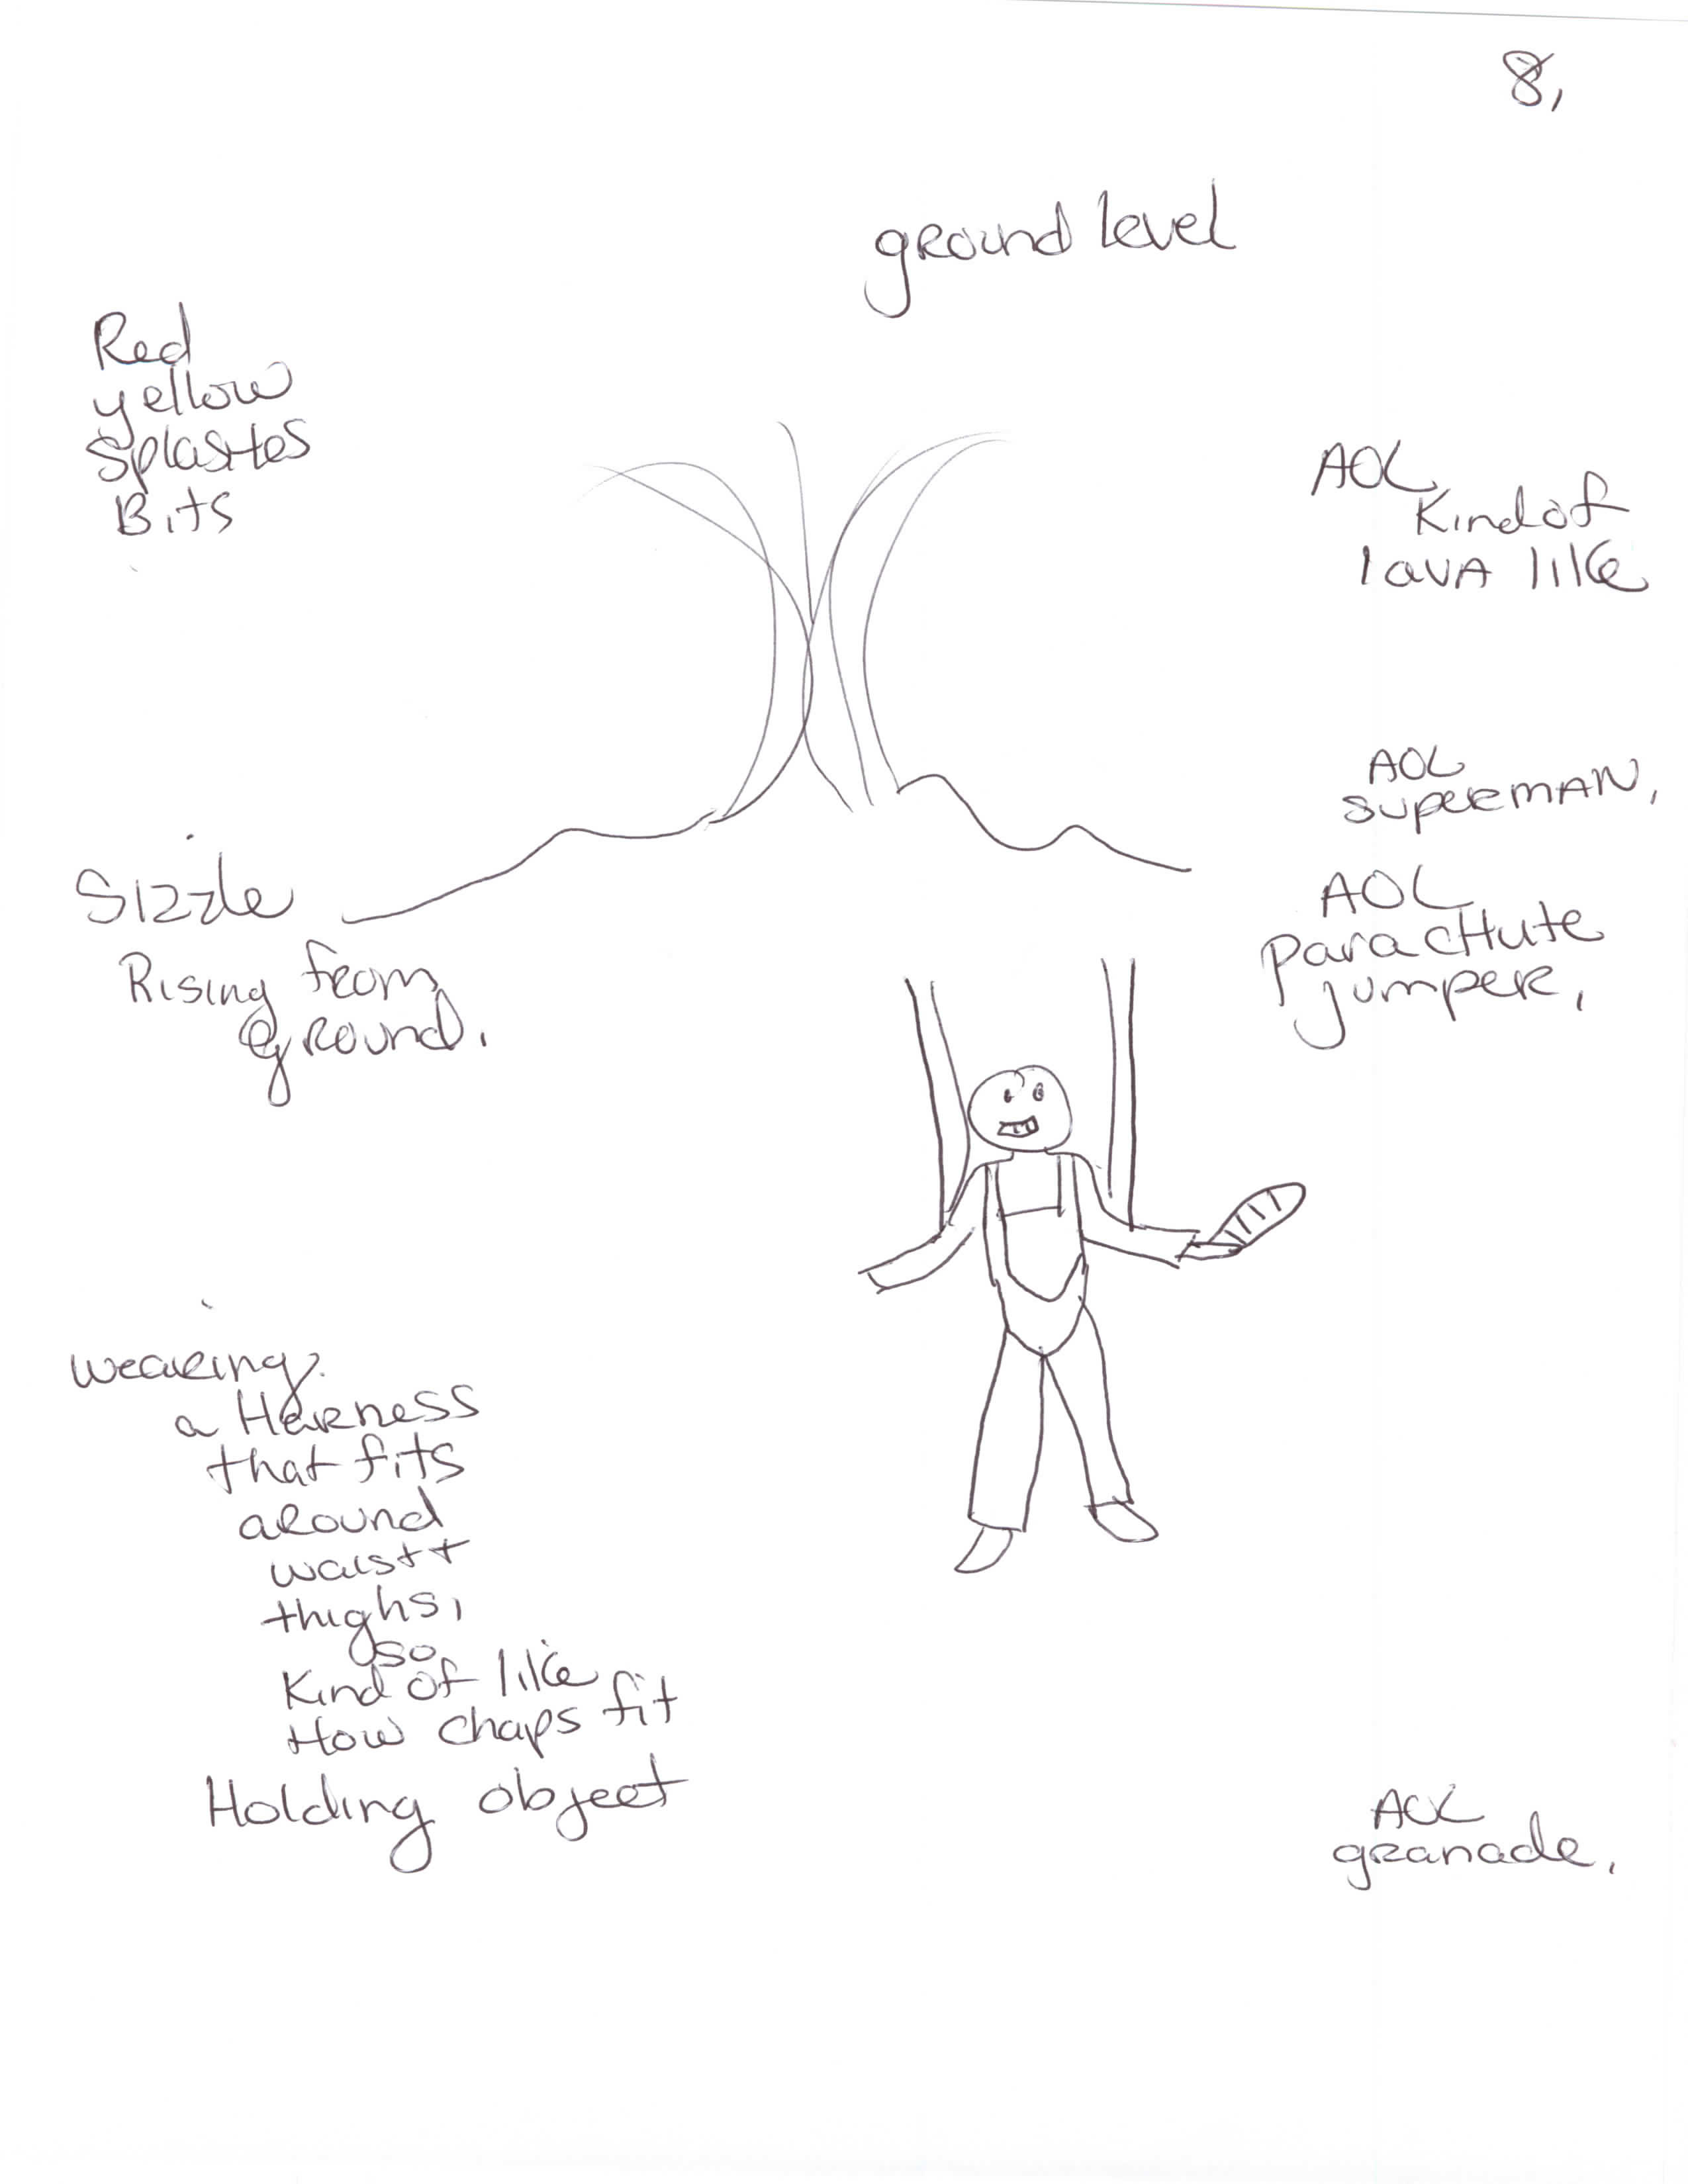 8,
ground level
Red
yellow
splashes
Bits
AOL
Kind of
lava like
AOL
superman,
Sizzle
Rising from
ground.
AOL
parachute
jumper,
wearing:
a Harness
that fits
around
waist +
thighs,
so
Kind of like
How chaps fit
Holding object
AOL
granade,